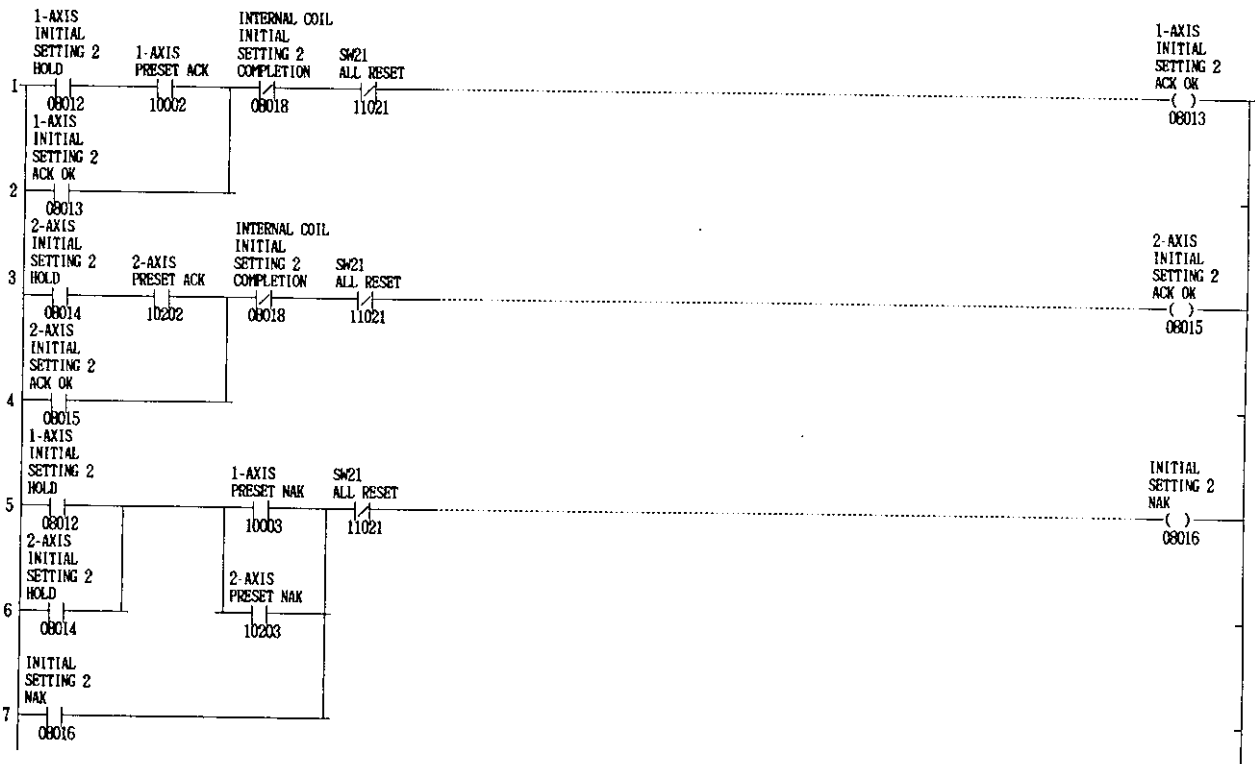 1-AXIS
INITIAL
SETTING 2
HOLD
08012
1-AXIS
PRESET ACK
10002
INTERNAL COIL
INITIAL
SETTING 2
COMPLETION
08018
SW21
ALL RESET
11021
1-AXIS
INITIAL
SETTING 2
ACK OK
08013
1
1-AXIS
INITIAL
SETTING 2
ACK OK
08013
2
2-AXIS
INITIAL
SETTING 2
HOLD
08014
2-AXIS
PRESET ACK
10202
INTERNAL COIL
INITIAL
SETTING 2
COMPLETION
08018
SW21
ALL RESET
11021
2-AXIS
INITIAL
SETTING 2
ACK OK
08015
3
2-AXIS
INITIAL
SETTING 2
ACK OK
08015
4
1-AXIS
INITIAL
SETTING 2
HOLD
08012
1-AXIS
PRESET NAK
10003
SW21
ALL RESET
11021
INITIAL
SETTING 2
NAK
08016
5
2-AXIS
INITIAL
SETTING 2
HOLD
08014
2-AXIS
PRESET NAK
10203
6
INITIAL
SETTING 2
NAK
08016
7